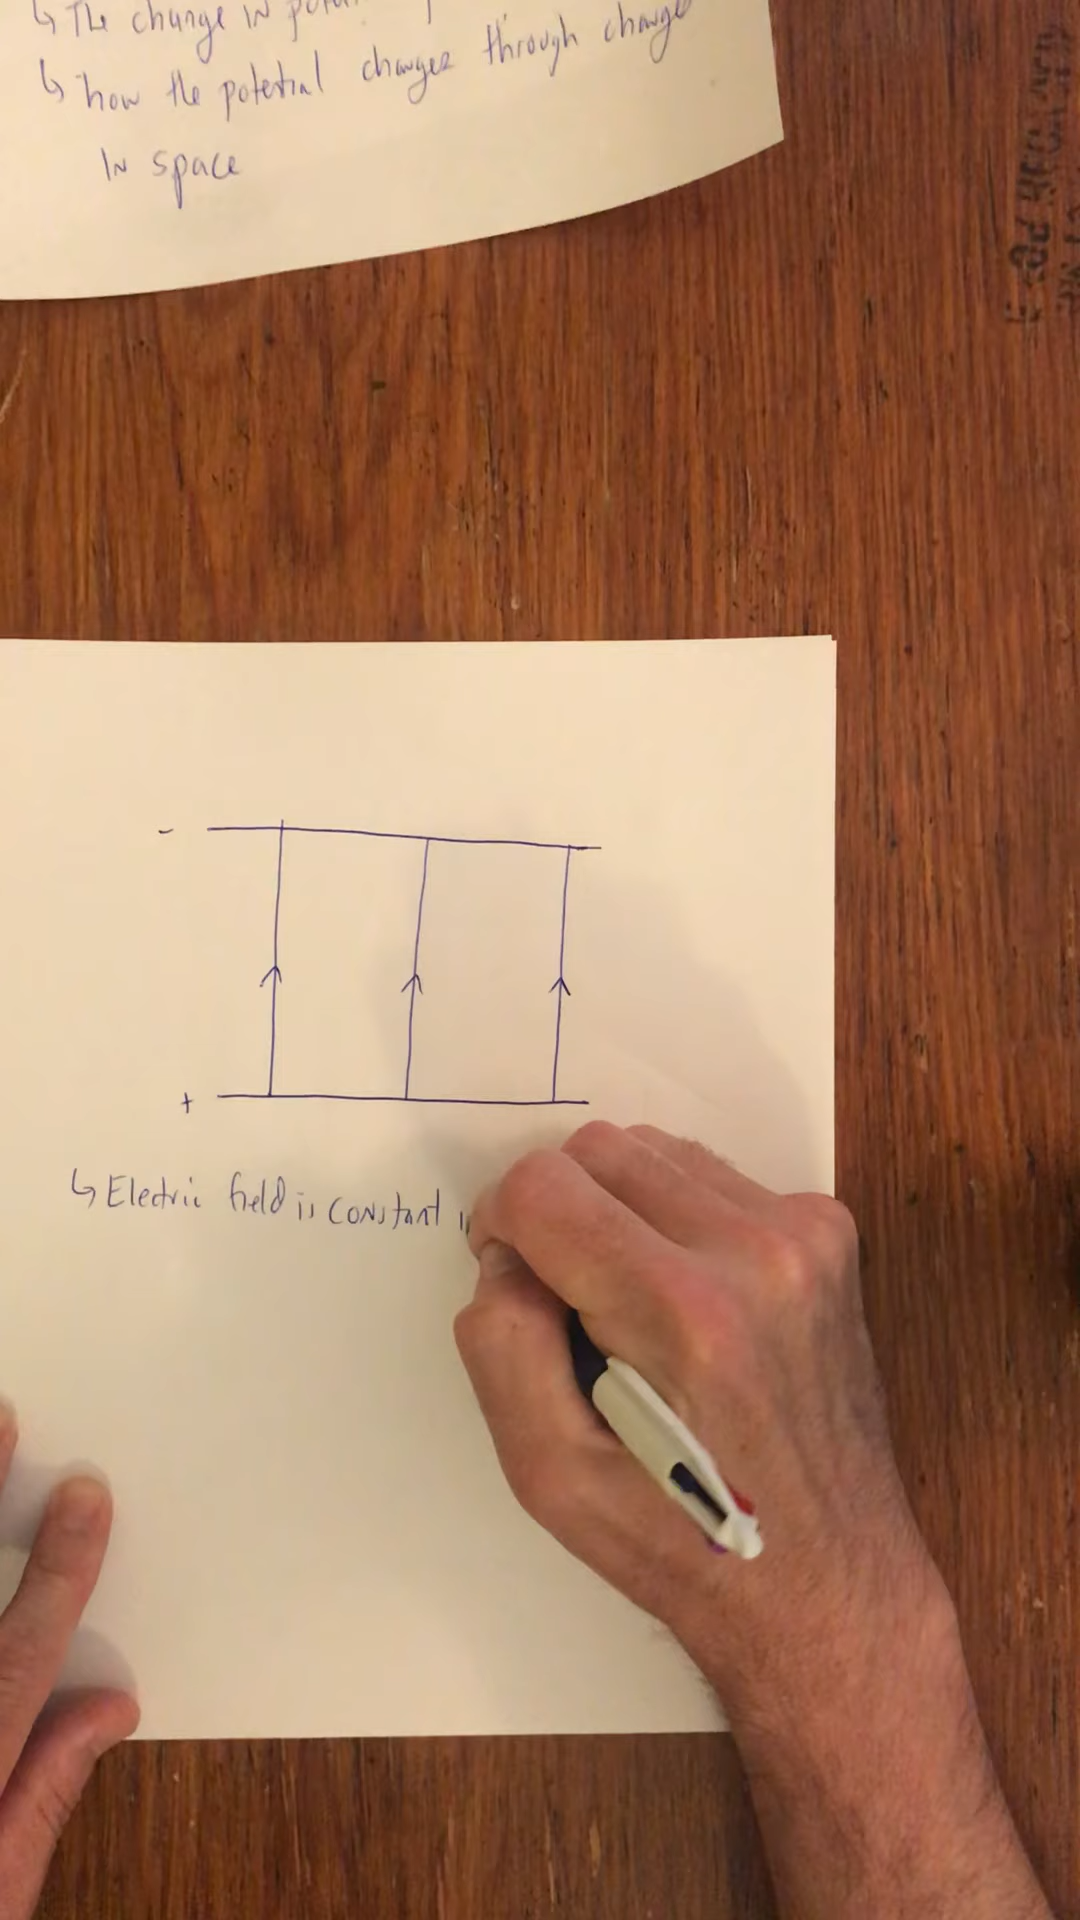 ↳ The change in
↳ how the potential changes through change
in space
-
+
↳ Electric field is constant